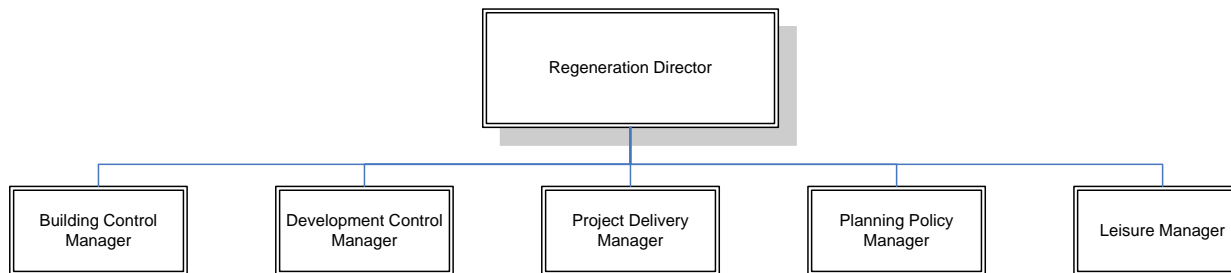 Regeneration Director
Building Control
Manager
Development Control
Manager
Project Delivery
Manager
Planning Policy
Manager
Leisure Manager